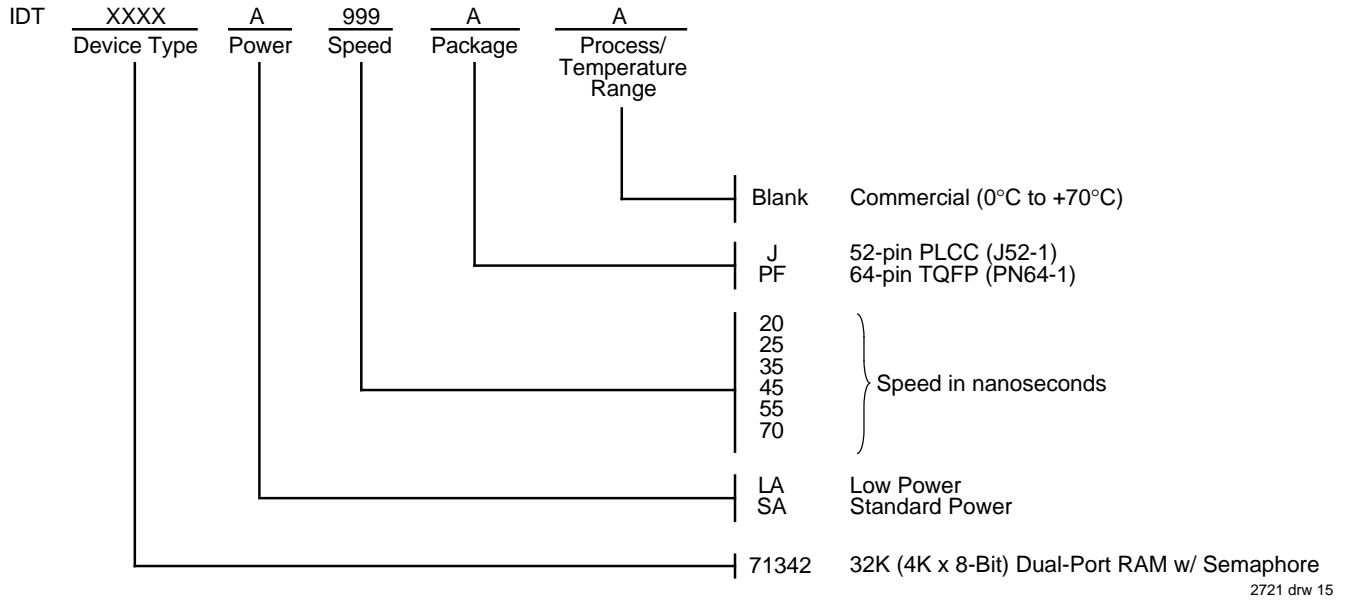 IDT XXXX A 999 A A
Device Type Power Speed Package Process/
Temperature
Range
Blank Commercial (0°C to +70°C)
J 52-pin PLCC (J52-1)
PF 64-pin TQFP (PN64-1)
20
25
35
45 Speed in nanoseconds
55
70
LA Low Power
SA Standard Power
71342 32K (4K x 8-Bit) Dual-Port RAM w/ Semaphore
2721 drw 15